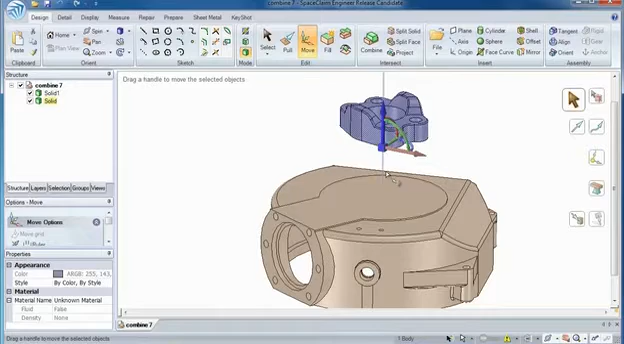 Combine 7 - SpaceClaim Engineer Release Candidate
Design Display Measure Repair Prepare Sheet Metal KeyShot
Paste
Home
Spin
Pan
Zoom
Select Pull Move Fill
Combine
Split Solid
Split
Project
File
Plane
Axis
Origin
Cylinder
Sphere
Face Curve
Shell
Offset
Mirror
Tangent
Align
Orient
Rigid
Gear
Anchor
Clipboard Orient Sketch Mode Edit Intersect Insert Assembly
Structure
combine 7
Solid1
Solid
Structure Layers Selection Groups Views
Options - Move
Move Options
Move grid
Ruler
Properties
Appearance
Color ARGB: 255, 143,
Style By Color, By Style
Material
Material Name Unknown Material
Fluid False
Density None
Drag a handle to move the selected objects
combine 7
Drag a handle to move the selected objects
1 Body